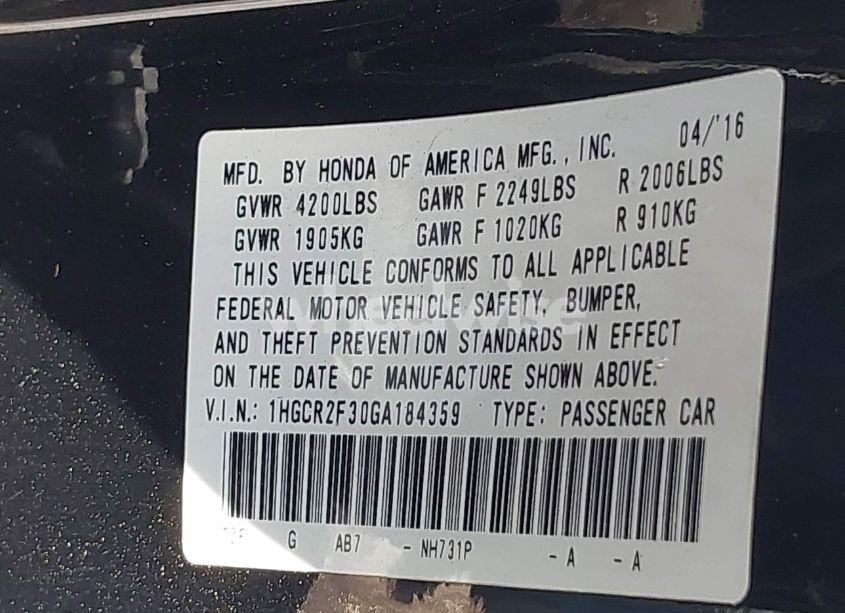 MFD. BY HONDA OF AMERICA MFG., INC. 04/'16
GVWR 4200LBS GAWR F 2249LBS R 2006LBS
GVWR 1905KG GAWR F 1020KG R 910KG
THIS VEHICLE CONFORMS TO ALL APPLICABLE
FEDERAL MOTOR VEHICLE SAFETY, BUMPER,
AND THEFT PREVENTION STANDARDS IN EFFECT
ON THE DATE OF MANUFACTURE SHOWN ABOVE.
V.I.N.: 1HGCR2F30GA184359 TYPE: PASSENGER CAR
G AB7 - NH731P - A - A